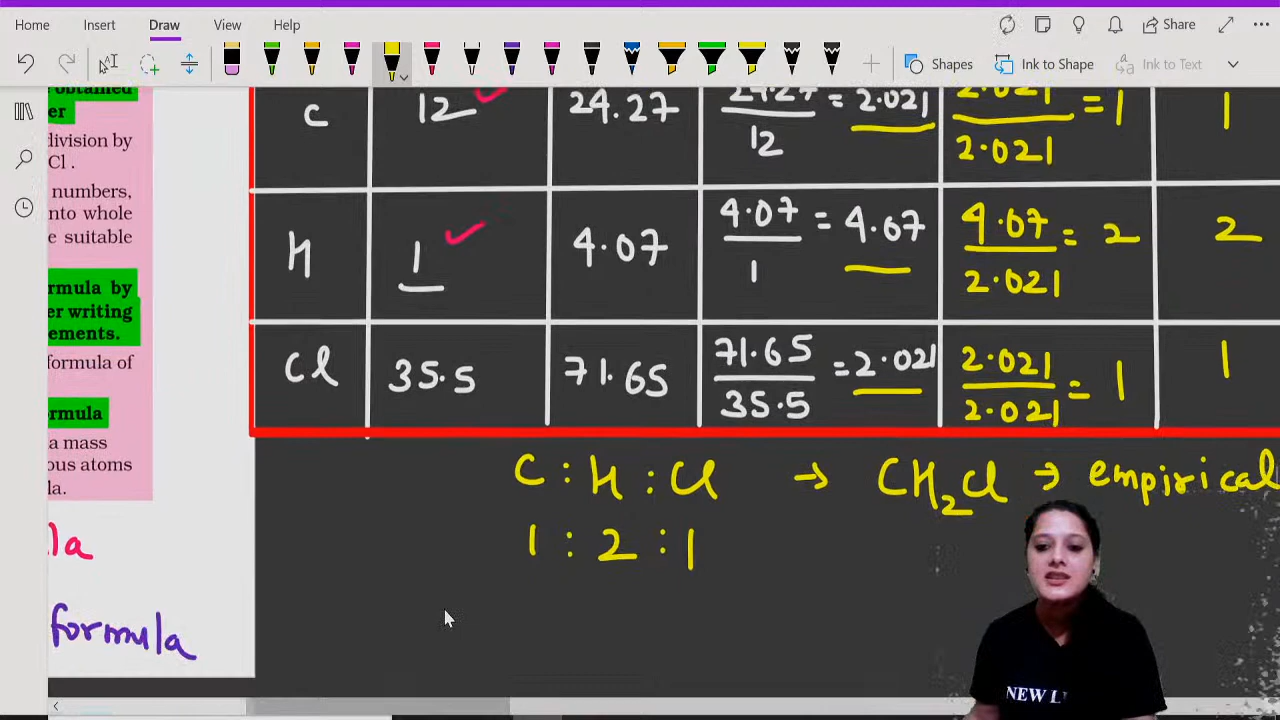 Home Insert Draw View Help Share
Shapes Ink to Shape Ink to Text
obtained
er
division by
Cl .
numbers,
nto whole
e suitable
rmula by
er writing
ements.
formula of
rmula
a mass
ous atoms
la.
la
formula
C 12 24.27 24.27/12 = 2.021 2.021/2.021 = 1 1
H 1 4.07 4.07/1 = 4.07 4.07/2.021 = 2 2
Cl 35.5 71.65 71.65/35.5 = 2.021 2.021/2.021 = 1 1
C : H : Cl → CH₂Cl → empirical
1 : 2 : 1
NEW L